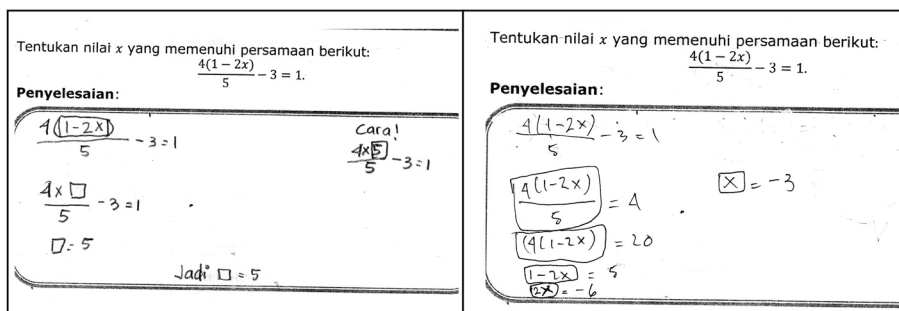 Tentukan nilai x yang memenuhi persamaan berikut:
4(1 − 2x)/5 − 3 = 1.
Penyelesaian:
4(1-2x)/5 - 3 = 1
Cara!
4x5/5 - 3 = 1
4x□/5 - 3 = 1
□ = 5
Jadi □ = 5
Tentukan nilai x yang memenuhi persamaan berikut:
4(1 − 2x)/5 − 3 = 1.
Penyelesaian:
4(1-2x)/5 - 3 = 1
4(1-2x)/5 = 4
x = -3
(4(1-2x)) = 20
1-2x = 5
2x = -6